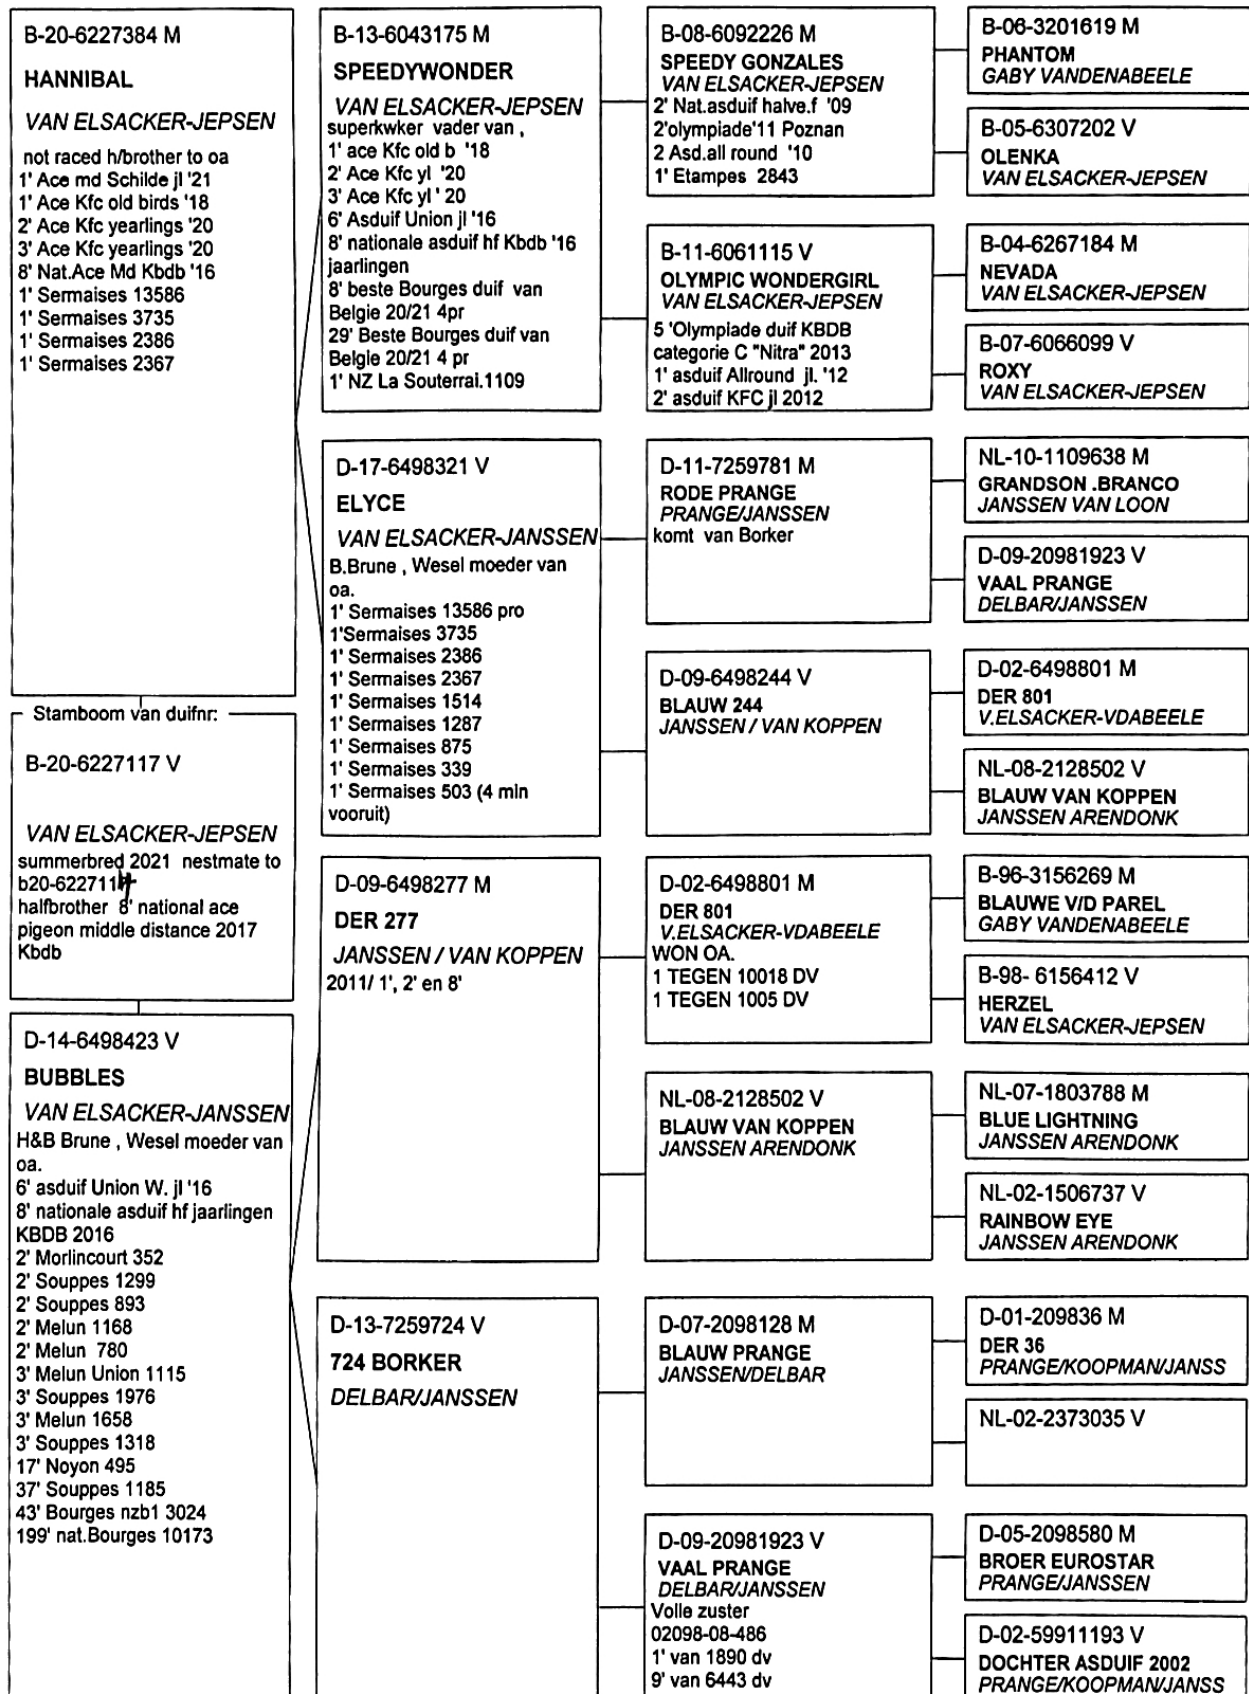 B-20-6227384 M
HANNIBAL
VAN ELSACKER-JEPSEN
not raced h/brother to oa
1' Ace md Schilde jl '21
1' Ace Kfc old birds '18
2' Ace Kfc yearlings '20
3' Ace Kfc yearlings '20
8' Nat.Ace Md Kbdb '16
1' Sermaises 13586
1' Sermaises 3735
1' Sermaises 2386
1' Sermaises 2367
Stamboom van duifnr:
B-20-6227117 V
VAN ELSACKER-JEPSEN
summerbred 2021 nestmate to
b20-622711
halfbrother 8' national ace
pigeon middle distance 2017
Kbdb
D-14-6498423 V
BUBBLES
VAN ELSACKER-JANSSEN
H&B Brune , Wesel moeder van
oa.
6' asduif Union W. jl '16
8' nationale asduif hf jaarlingen
KBDB 2016
2' Morlincourt 352
2' Souppes 1299
2' Souppes 893
2' Melun 1168
2' Melun 780
3' Melun Union 1115
3' Souppes 1976
3' Melun 1658
3' Souppes 1318
17' Noyon 495
37' Souppes 1185
43' Bourges nzb1 3024
199' nat.Bourges 10173
B-13-6043175 M
SPEEDYWONDER
VAN ELSACKER-JEPSEN
superkwker vader van ,
1' ace Kfc old b '18
2' Ace Kfc yl '20
3' Ace Kfc yl ' 20
6' Asduif Union jl '16
8' nationale asduif hf Kbdb '16
jaarlingen
8' beste Bourges duif van
Belgie 20/21 4pr
29' Beste Bourges duif van
Belgie 20/21 4 pr
1' NZ La Souterrai.1109
D-17-6498321 V
ELYCE
VAN ELSACKER-JANSSEN
B.Brune , Wesel moeder van
oa.
1' Sermaises 13586 pro
1'Sermaises 3735
1' Sermaises 2386
1' Sermaises 2367
1' Sermaises 1514
1' Sermaises 1287
1' Sermaises 875
1' Sermaises 339
1' Sermaises 503 (4 min
vooruit)
D-09-6498277 M
DER 277
JANSSEN / VAN KOPPEN
2011/ 1', 2' en 8'
D-13-7259724 V
724 BORKER
DELBAR/JANSSEN
B-08-6092226 M
SPEEDY GONZALES
VAN ELSACKER-JEPSEN
2' Nat.asduif halve.f '09
2'olympiade'11 Poznan
2 Asd.all round '10
1' Etampes 2843
B-11-6061115 V
OLYMPIC WONDERGIRL
VAN ELSACKER-JEPSEN
5 'Olympiade duif KBDB
categorie C "Nitra" 2013
1' asduif Allround jl. '12
2' asduif KFC jl 2012
D-11-7259781 M
RODE PRANGE
PRANGE/JANSSEN
komt van Borker
D-09-6498244 V
BLAUW 244
JANSSEN / VAN KOPPEN
D-02-6498801 M
DER 801
V.ELSACKER-VDABEELE
WON OA.
1 TEGEN 10018 DV
1 TEGEN 1005 DV
NL-08-2128502 V
BLAUW VAN KOPPEN
JANSSEN ARENDONK
D-07-2098128 M
BLAUW PRANGE
JANSSEN/DELBAR
D-09-20981923 V
VAAL PRANGE
DELBAR/JANSSEN
Volle zuster
02098-08-486
1' van 1890 dv
9' van 6443 dv
B-06-3201619 M
PHANTOM
GABY VANDENABEELE
B-05-6307202 V
OLENKA
VAN ELSACKER-JEPSEN
B-04-6267184 M
NEVADA
VAN ELSACKER-JEPSEN
B-07-6066099 V
ROXY
VAN ELSACKER-JEPSEN
NL-10-1109638 M
GRANDSON .BRANCO
JANSSEN VAN LOON
D-09-20981923 V
VAAL PRANGE
DELBAR/JANSSEN
D-02-6498801 M
DER 801
V.ELSACKER-VDABEELE
NL-08-2128502 V
BLAUW VAN KOPPEN
JANSSEN ARENDONK
B-96-3156269 M
BLAUWE V/D PAREL
GABY VANDENABEELE
B-98- 6156412 V
HERZEL
VAN ELSACKER-JEPSEN
NL-07-1803788 M
BLUE LIGHTNING
JANSSEN ARENDONK
NL-02-1506737 V
RAINBOW EYE
JANSSEN ARENDONK
D-01-209836 M
DER 36
PRANGE/KOOPMAN/JANSS
NL-02-2373035 V
D-05-2098580 M
BROER EUROSTAR
PRANGE/JANSSEN
D-02-59911193 V
DOCHTER ASDUIF 2002
PRANGE/KOOPMAN/JANSS